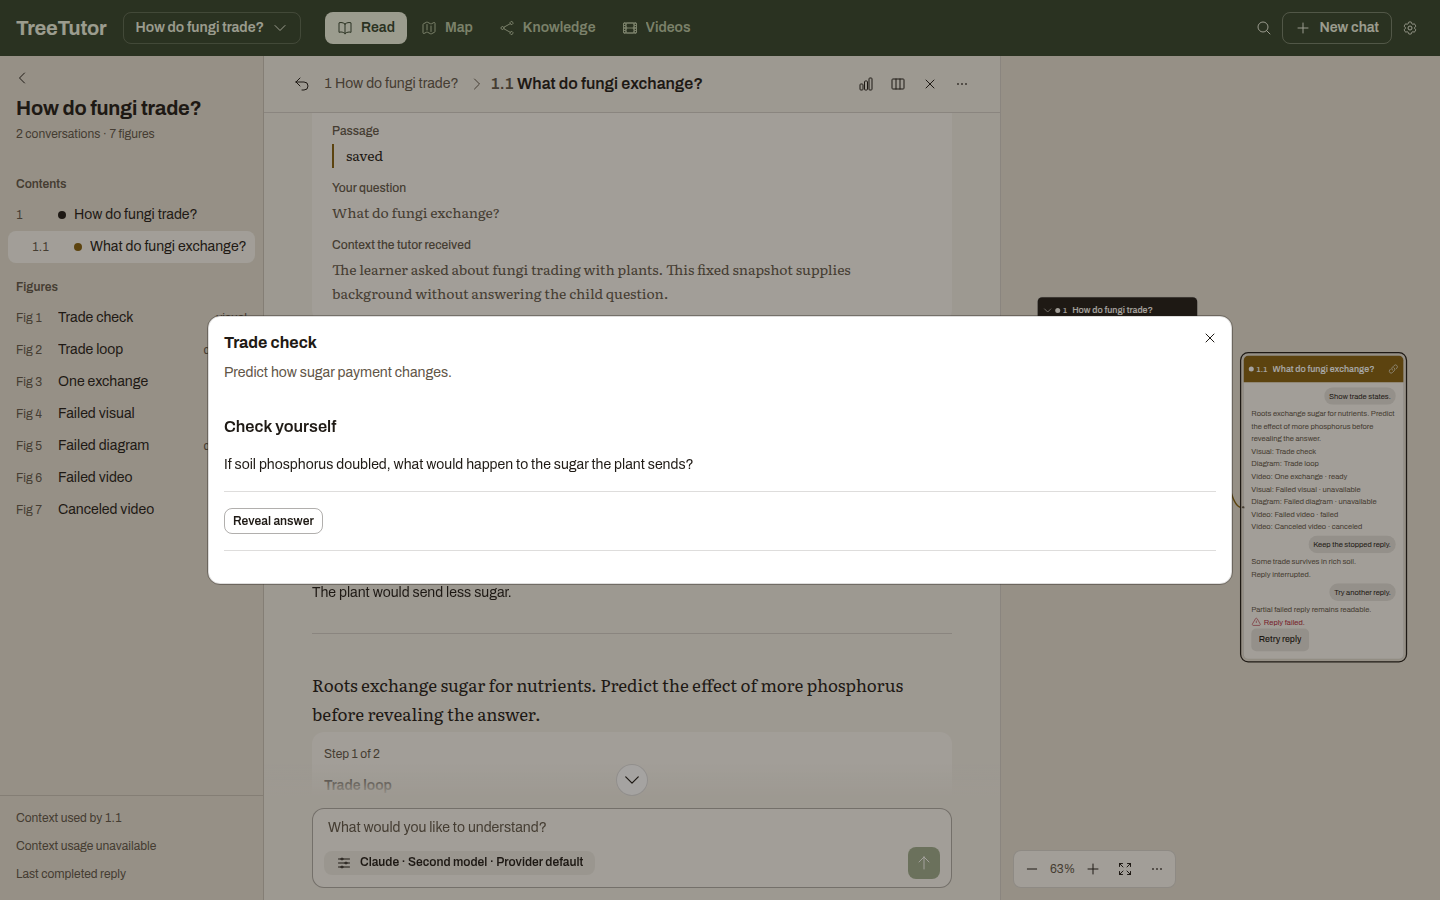 TreeTutor
How do fungi trade?
Read
Map
Knowledge
Videos
New chat
How do fungi trade?
2 conversations · 7 figures
Contents
1 How do fungi trade?
1.1 What do fungi exchange?
Figures
Fig 1 Trade check
Fig 2 Trade loop
Fig 3 One exchange
Fig 4 Failed visual
Fig 5 Failed diagram
Fig 6 Failed video
Fig 7 Canceled video
Context used by 1.1
Context usage unavailable
Last completed reply
1 How do fungi trade?
1.1 What do fungi exchange?
Passage
saved
Your question
What do fungi exchange?
Context the tutor received
The learner asked about fungi trading with plants. This fixed snapshot supplies
background without answering the child question.
Trade check
Predict how sugar payment changes.
Check yourself
If soil phosphorus doubled, what would happen to the sugar the plant sends?
Reveal answer
The plant would send less sugar.
Roots exchange sugar for nutrients. Predict the effect of more phosphorus
before revealing the answer.
Step 1 of 2
Trade loop
What would you like to understand?
Claude · Second model · Provider default
1 How do fungi trade?
1.1 What do fungi exchange?
Show trade states.
Roots exchange sugar for nutrients. Predict
the effect of more phosphorus before
revealing the answer.
Visual: Trade check
Diagram: Trade loop
Video: One exchange · ready
Visual: Failed visual · unavailable
Diagram: Failed diagram · unavailable
Video: Failed video · failed
Video: Canceled video · canceled
Keep the stopped reply.
Some trade survives in rich soil.
Reply interrupted.
Try another reply.
Partial failed reply remains readable.
Reply failed.
Retry reply
63%